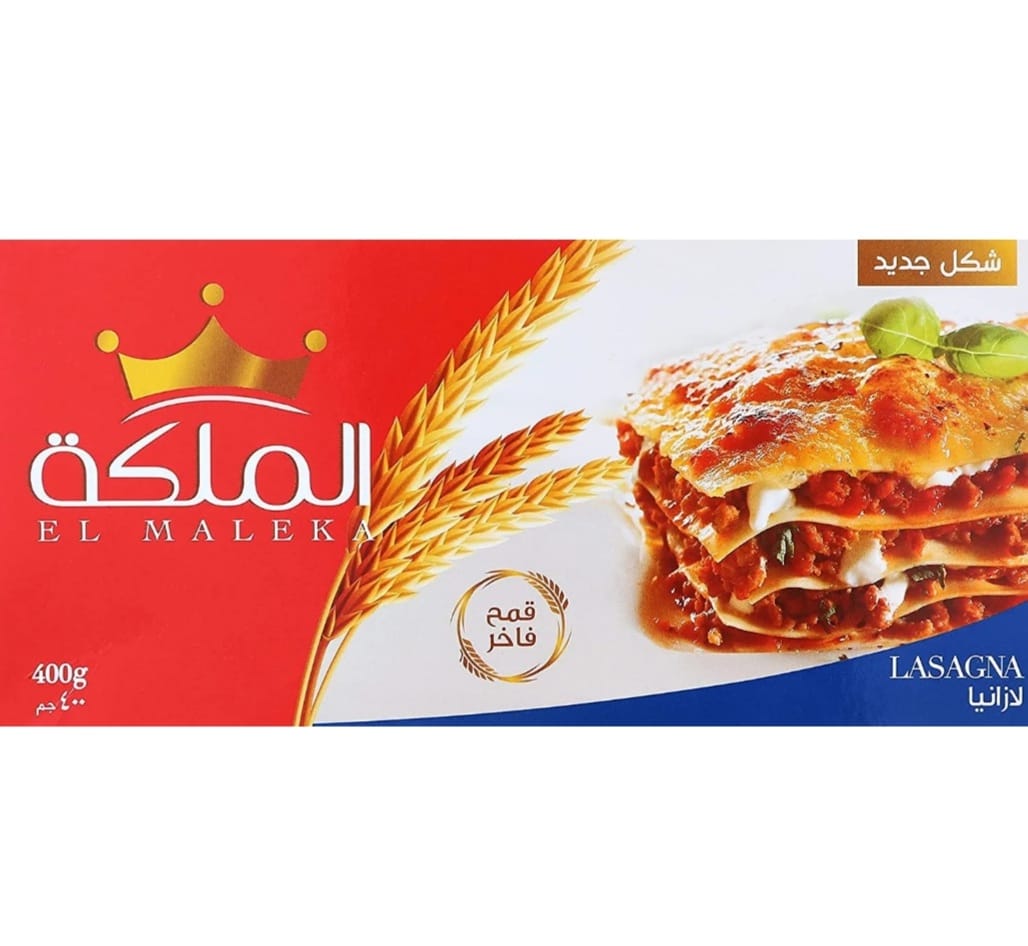 شكل جديد
الملكة
EL MALEKA
قمح
فاخر
400g
٤٠٠ جم
LASAGNA
لازانيا